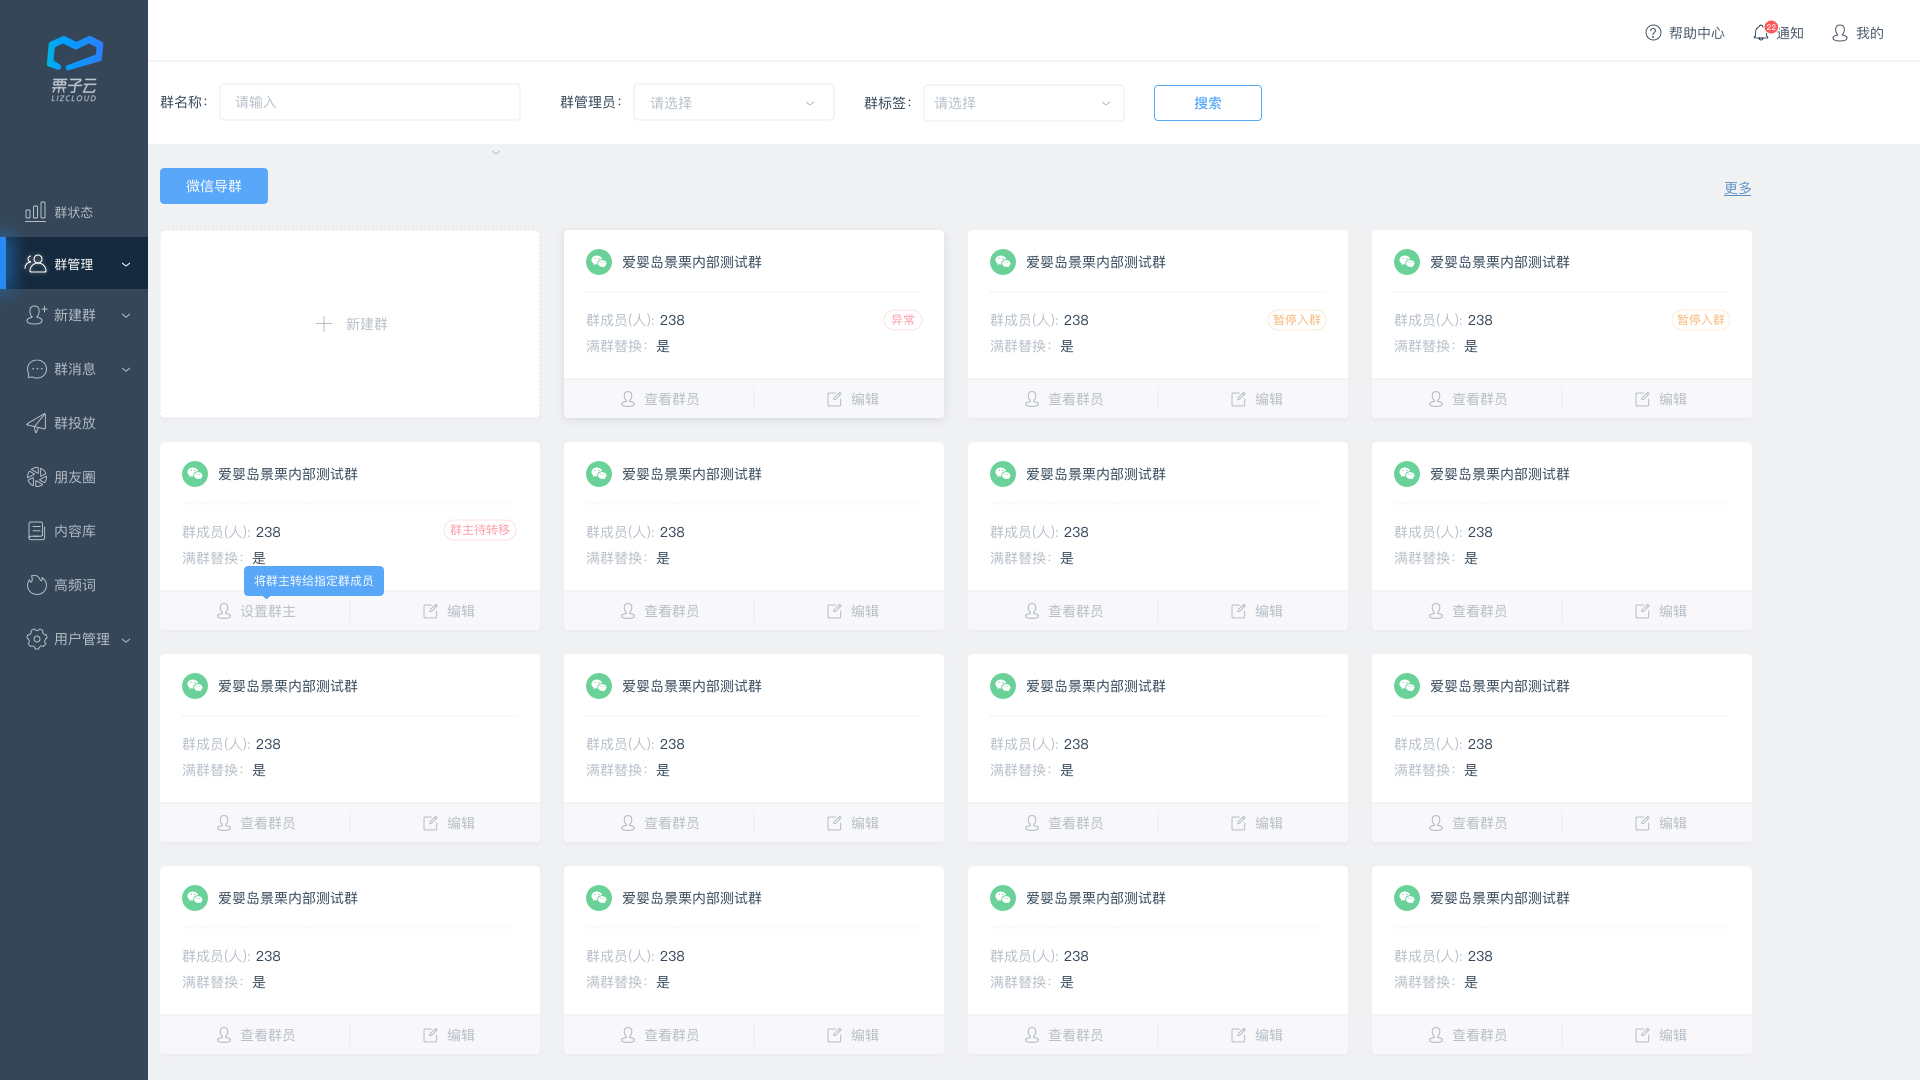 栗子云
LIZCLOUD
群状态
群管理
新建群
群消息
群投放
朋友圈
内容库
高频词
用户管理
帮助中心
22
通知
我的
群名称： 请输入
群管理员： 请选择
群标签： 请选择
搜索
微信导群
更多
新建群
爱婴岛景栗内部测试群
群成员(人): 238
异常
满群替换： 是
查看群员
编辑
爱婴岛景栗内部测试群
群成员(人): 238
暂停入群
满群替换： 是
查看群员
编辑
爱婴岛景栗内部测试群
群成员(人): 238
暂停入群
满群替换： 是
查看群员
编辑
爱婴岛景栗内部测试群
群成员(人): 238
群主待转移
满群替换： 是
将群主转给指定群成员
设置群主
编辑
爱婴岛景栗内部测试群
群成员(人): 238
满群替换： 是
查看群员
编辑
爱婴岛景栗内部测试群
群成员(人): 238
满群替换： 是
查看群员
编辑
爱婴岛景栗内部测试群
群成员(人): 238
满群替换： 是
查看群员
编辑
爱婴岛景栗内部测试群
群成员(人): 238
满群替换： 是
查看群员
编辑
爱婴岛景栗内部测试群
群成员(人): 238
满群替换： 是
查看群员
编辑
爱婴岛景栗内部测试群
群成员(人): 238
满群替换： 是
查看群员
编辑
爱婴岛景栗内部测试群
群成员(人): 238
满群替换： 是
查看群员
编辑
爱婴岛景栗内部测试群
群成员(人): 238
满群替换： 是
查看群员
编辑
爱婴岛景栗内部测试群
群成员(人): 238
满群替换： 是
查看群员
编辑
爱婴岛景栗内部测试群
群成员(人): 238
满群替换： 是
查看群员
编辑
爱婴岛景栗内部测试群
群成员(人): 238
满群替换： 是
查看群员
编辑